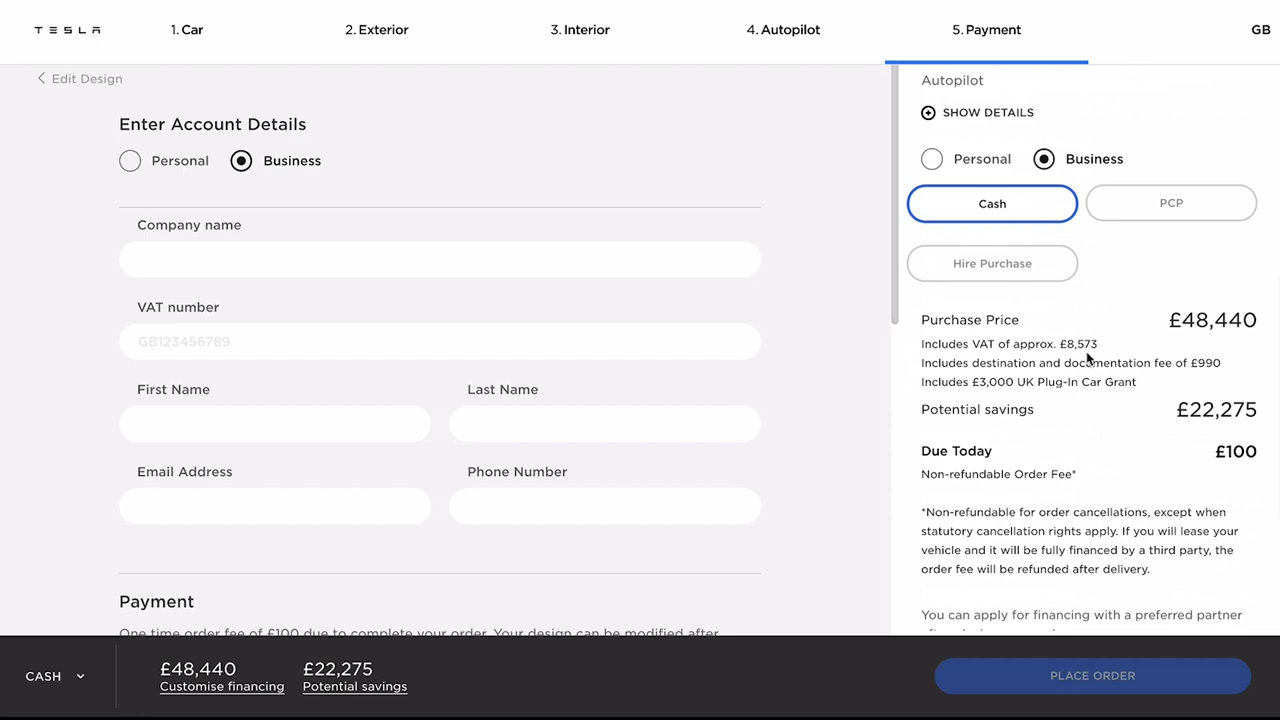 TESLA
1. Car
2. Exterior
3. Interior
4. Autopilot
5. Payment
GB
Edit Design
Enter Account Details
Personal
Business
Company name
VAT number
GB123456789
First Name
Last Name
Email Address
Phone Number
Payment
One time order fee of £100 due to complete your order. Your design can be modified after
Autopilot
SHOW DETAILS
Personal
Business
Cash
PCP
Hire Purchase
Purchase Price
£48,440
Includes VAT of approx. £8,573
Includes destination and documentation fee of £990
Includes £3,000 UK Plug-In Car Grant
Potential savings
£22,275
Due Today
£100
Non-refundable Order Fee*
*Non-refundable for order cancellations, except when
statutory cancellation rights apply. If you will lease your
vehicle and it will be fully financed by a third party, the
order fee will be refunded after delivery.
You can apply for financing with a preferred partner
CASH
£48,440
Customise financing
£22,275
Potential savings
PLACE ORDER